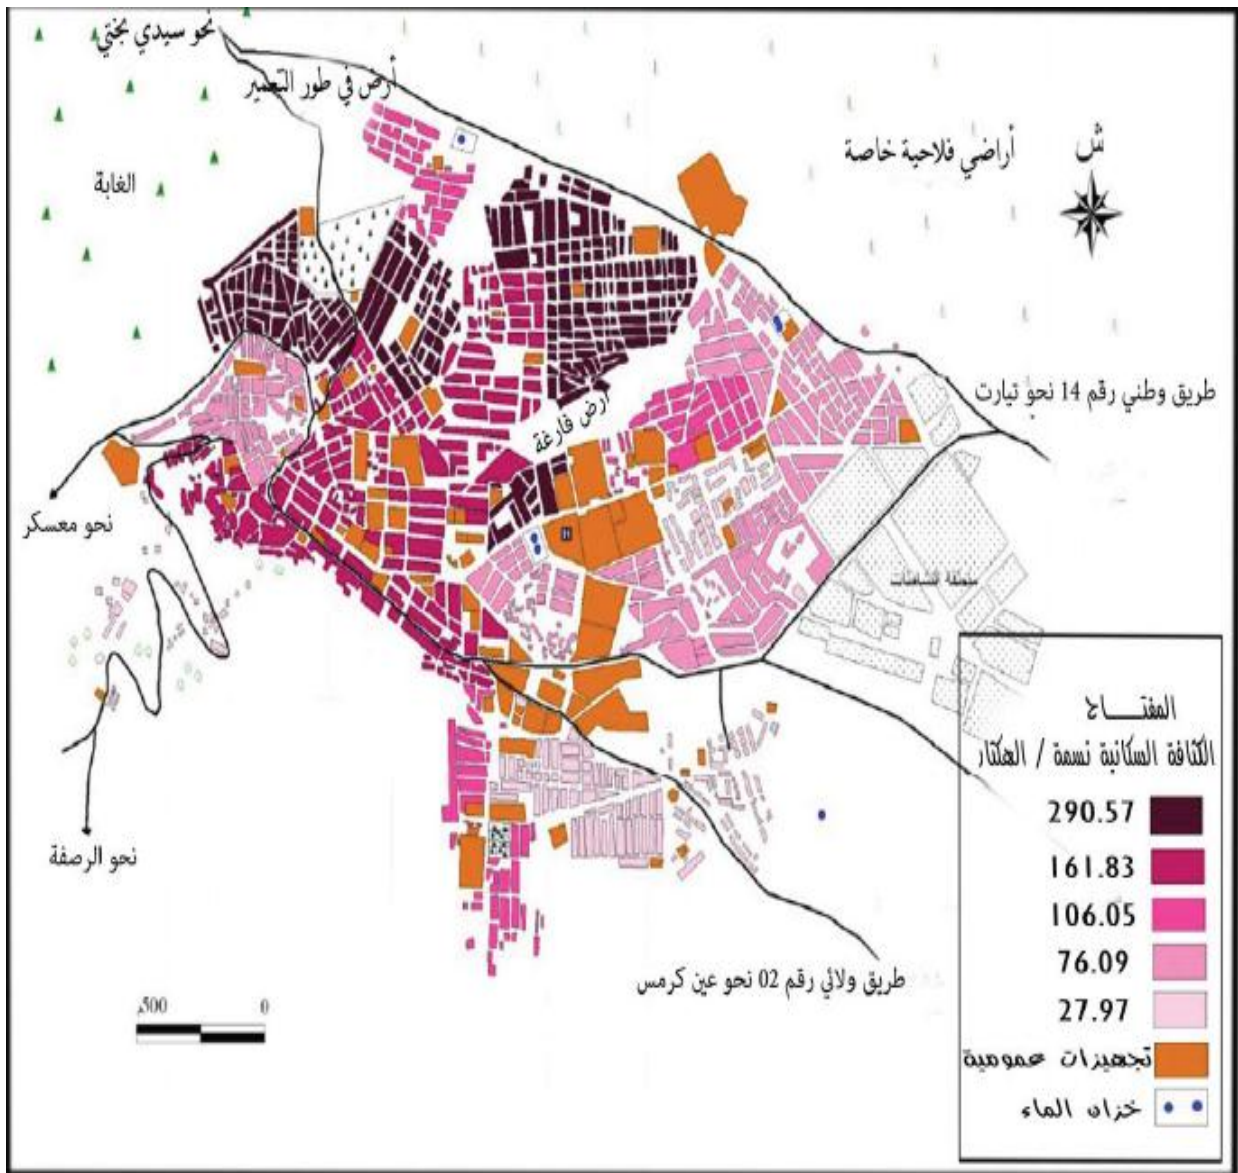 نحو سيدي بختي
أرض في طور التعمير
ش
أراضي فلاحية خاصة
الغابة
طريق وطني رقم 14 نحو تيارت
أرض فارغة
نحو معسكر
H
منطقة النشاطات
نحو الرصفة
طريق ولائي رقم 02 نحو عين كرمس
500م 0
المفتاح
الكثافة السكانية نسمة / الهكتار
290.57
161.83
106.05
76.09
27.97
تجهيزات عمومية
خزان الماء